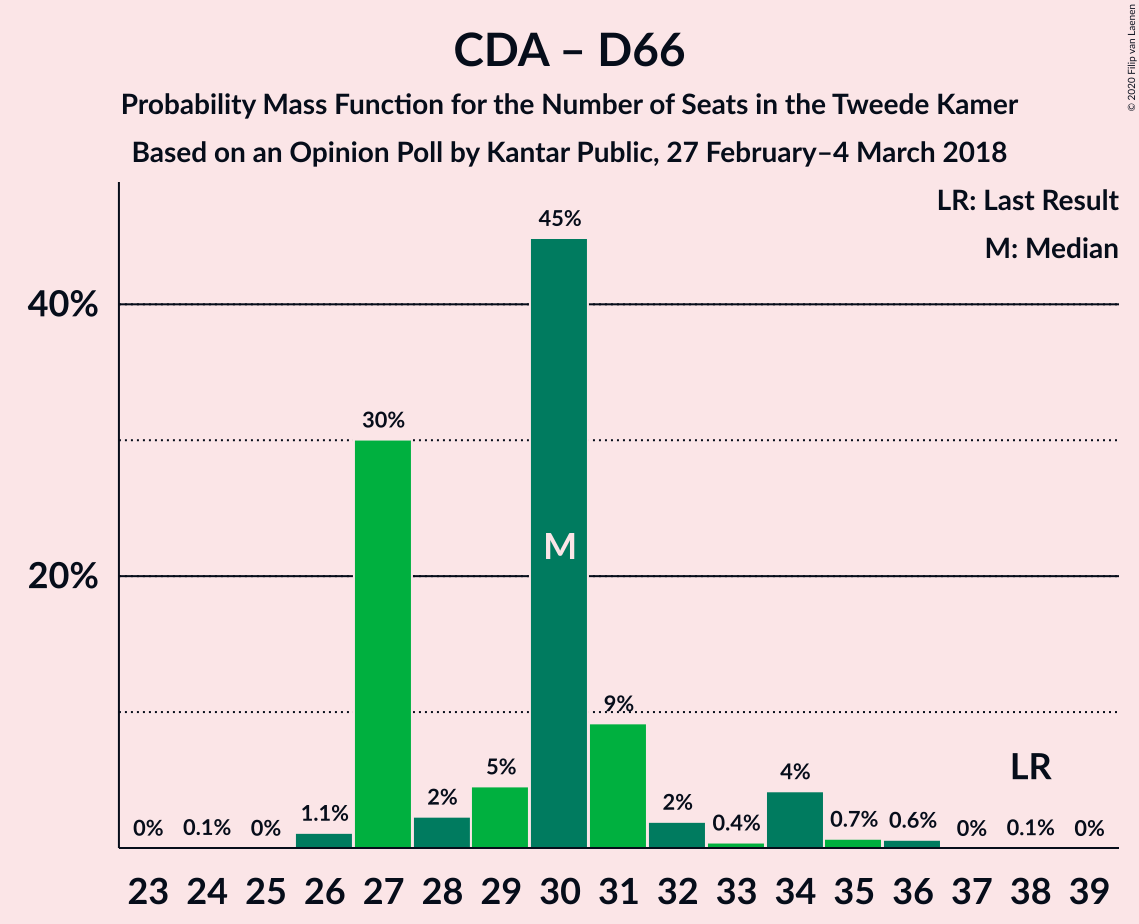 CDA – D66
Probability Mass Function for the Number of Seats in the Tweede Kamer
Based on an Opinion Poll by Kantar Public, 27 February–4 March 2018
© 2020 Filip van Laenen
LR: Last Result
M: Median
40%
20%
0% 0.1% 0% 1.1% 30% 2% 5% 45% 9% 2% 0.4% 4% 0.7% 0.6% 0% 0.1% 0%
M
LR
23 24 25 26 27 28 29 30 31 32 33 34 35 36 37 38 39